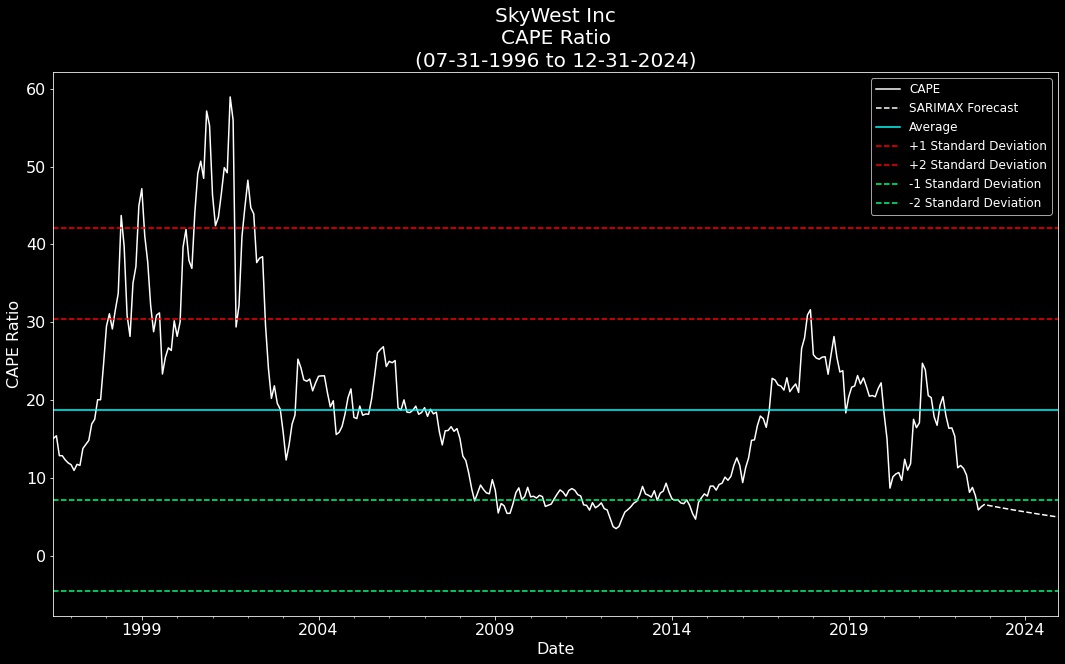 SkyWest Inc
CAPE Ratio
(07-31-1996 to 12-31-2024)
CAPE
SARIMAX Forecast
Average
+1 Standard Deviation
+2 Standard Deviation
-1 Standard Deviation
-2 Standard Deviation
CAPE Ratio
60
50
40
30
20
10
0
1999 2004 2009 2014 2019 2024
Date